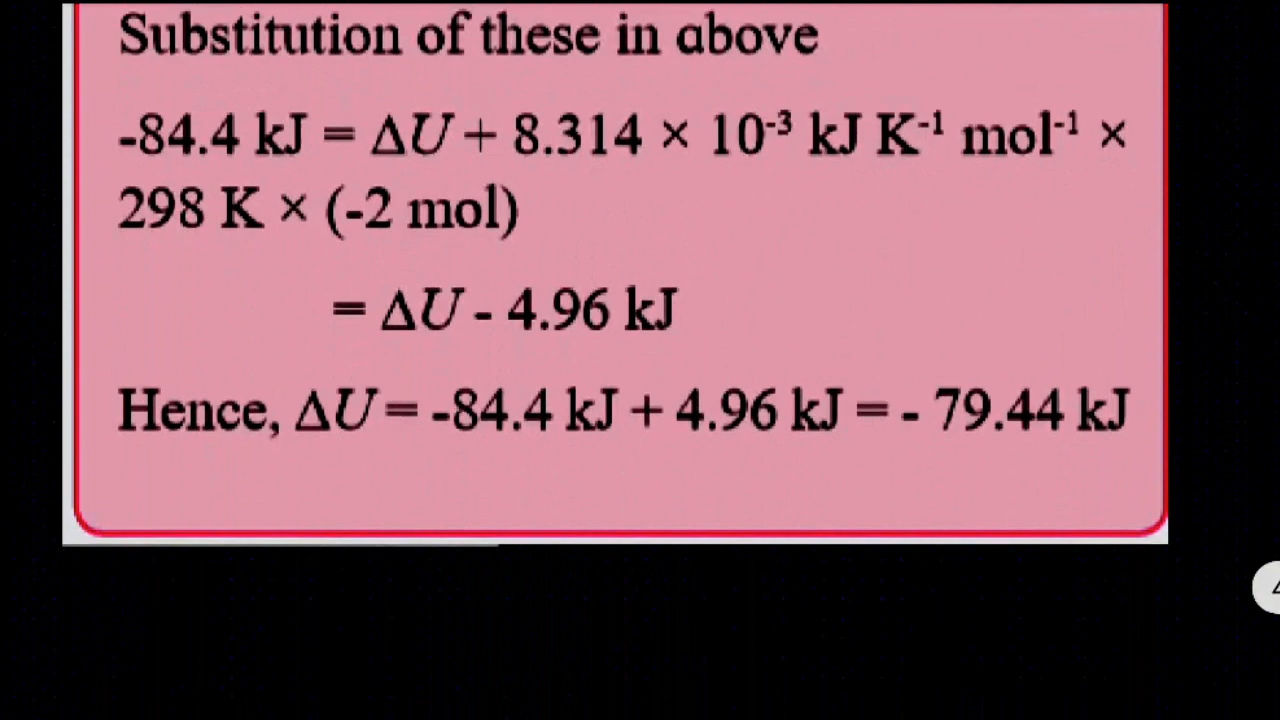 Substitution of these in above
-84.4 kJ = ΔU + 8.314 × 10⁻³ kJ K⁻¹ mol⁻¹ ×
298 K × (-2 mol)
= ΔU - 4.96 kJ
Hence, ΔU = -84.4 kJ + 4.96 kJ = - 79.44 kJ